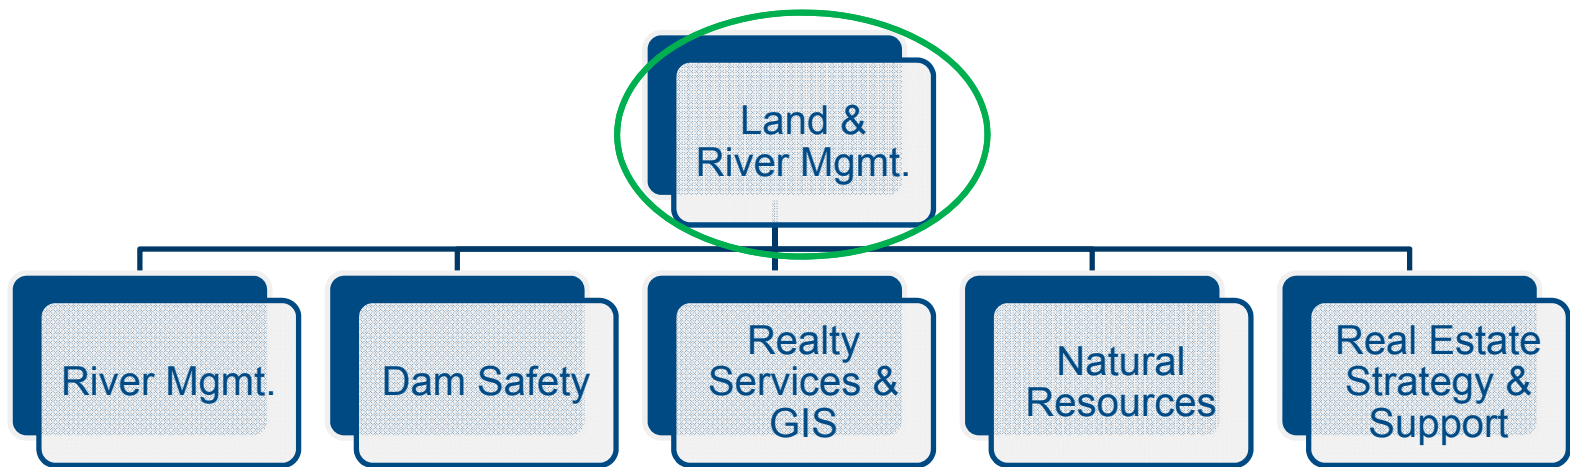 Land &
River Mgmt.
River Mgmt.
Dam Safety
Realty
Services &
GIS
Natural
Resources
Real Estate
Strategy &
Support